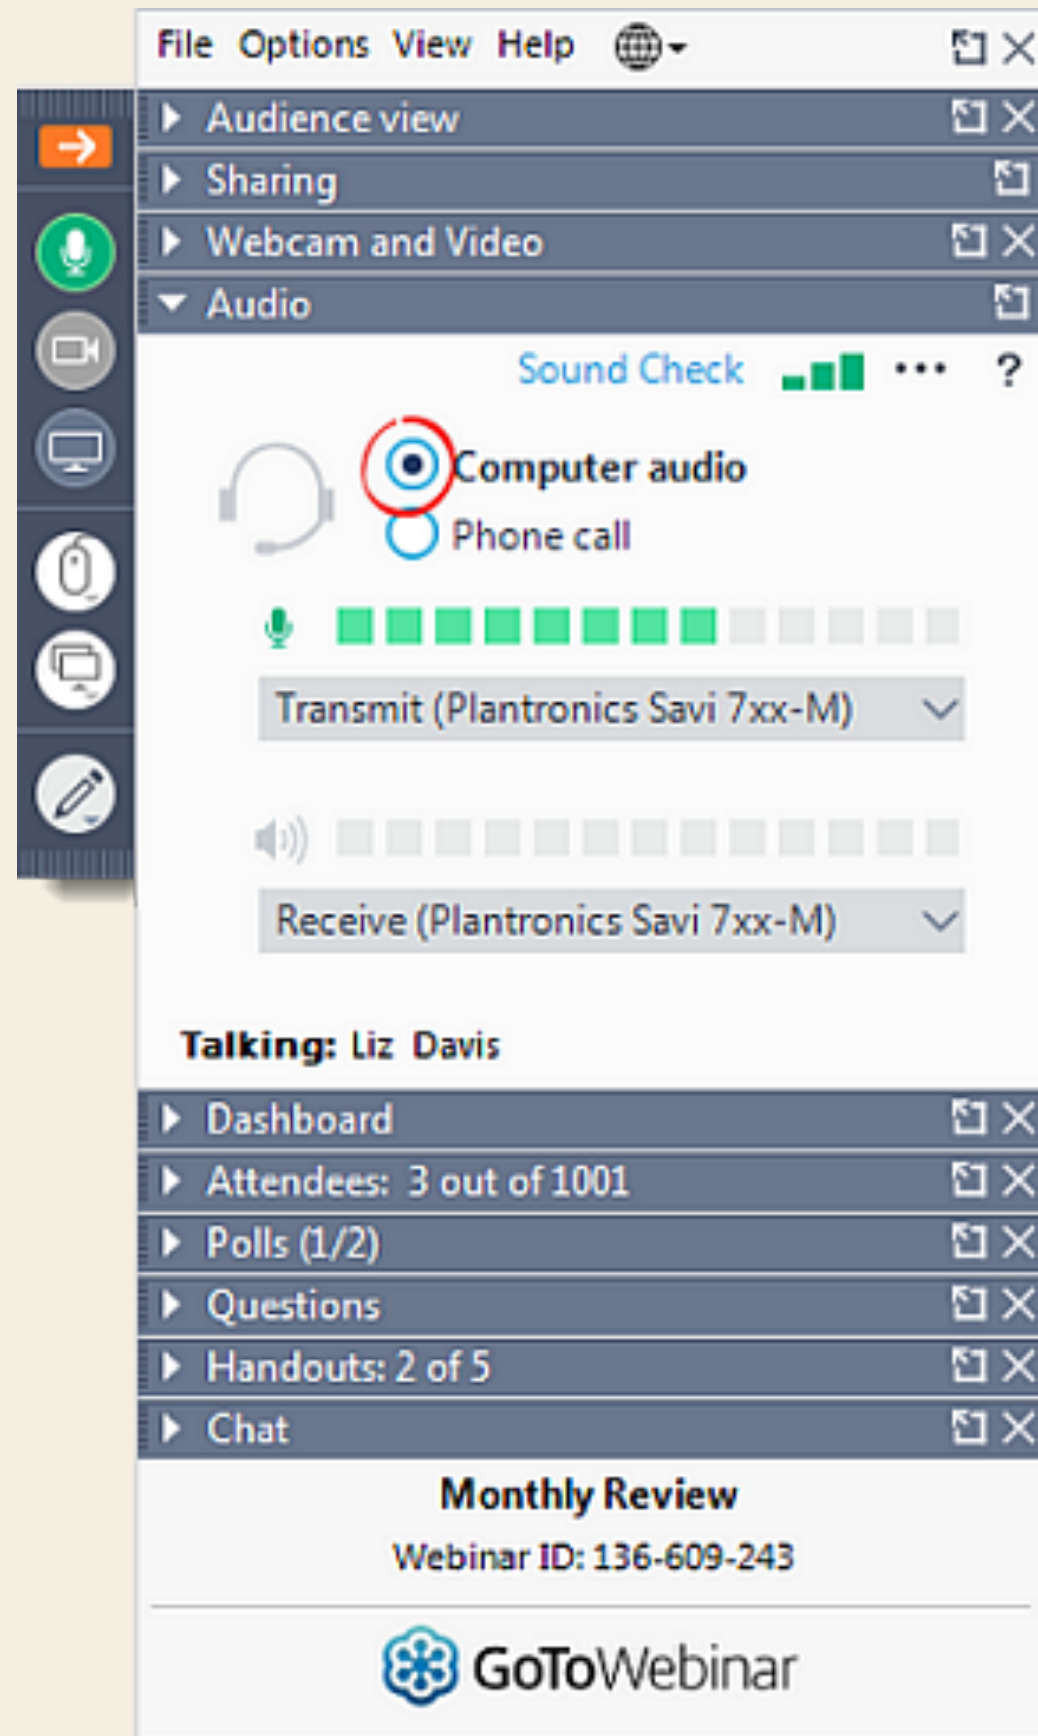 File Options View Help
Audience view
Sharing
Webcam and Video
Audio
Sound Check ... ?
Computer audio
Phone call
Transmit (Plantronics Savi 7xx-M)
Receive (Plantronics Savi 7xx-M)
Talking: Liz Davis
Dashboard
Attendees: 3 out of 1001
Polls (1/2)
Questions
Handouts: 2 of 5
Chat
Monthly Review
Webinar ID: 136-609-243
GoToWebinar